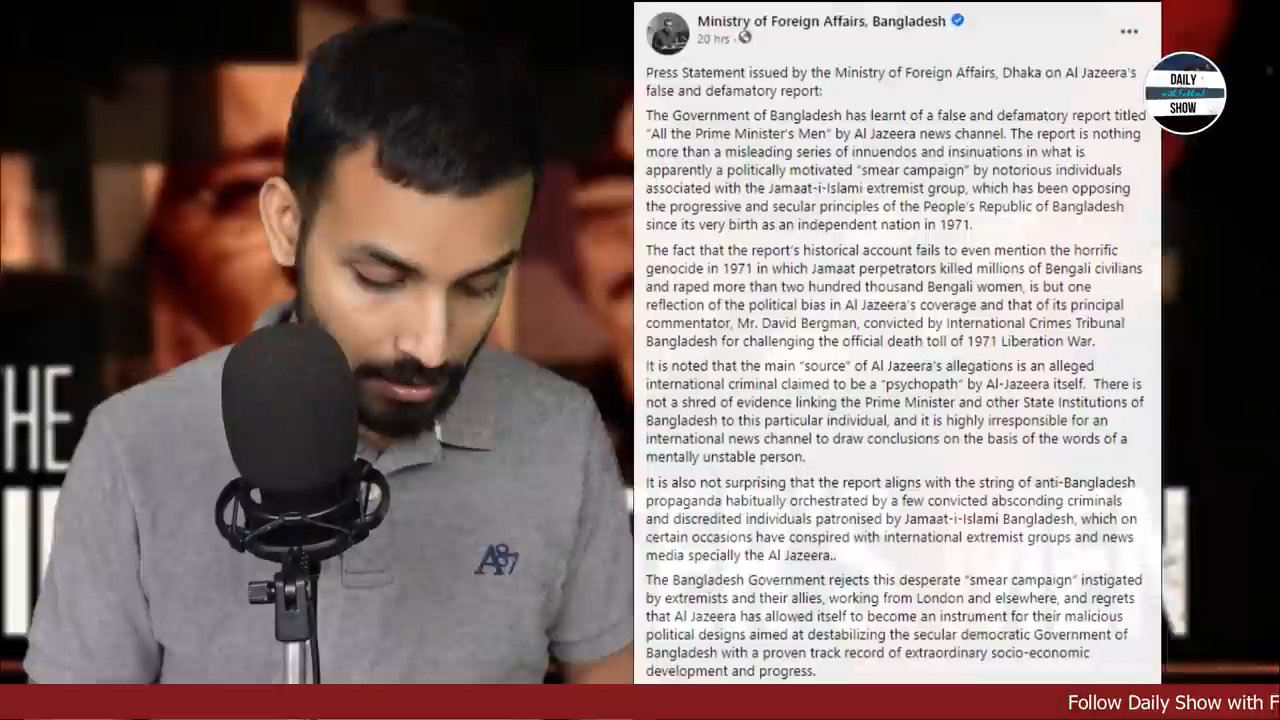 Ministry of Foreign Affairs, Bangladesh
20 hrs ·
Press Statement issued by the Ministry of Foreign Affairs, Dhaka on Al Jazeera's
false and defamatory report:
The Government of Bangladesh has learnt of a false and defamatory report titled
"All the Prime Minister's Men" by Al Jazeera news channel. The report is nothing
more than a misleading series of innuendos and insinuations in what is
apparently a politically motivated "smear campaign" by notorious individuals
associated with the Jamaat-i-Islami extremist group, which has been opposing
the progressive and secular principles of the People's Republic of Bangladesh
since its very birth as an independent nation in 1971.
The fact that the report's historical account fails to even mention the horrific
genocide in 1971 in which Jamaat perpetrators killed millions of Bengali civilians
and raped more than two hundred thousand Bengali women, is but one
reflection of the political bias in Al Jazeera's coverage and that of its principal
commentator, Mr. David Bergman, convicted by International Crimes Tribunal
Bangladesh for challenging the official death toll of 1971 Liberation War.
It is noted that the main "source" of Al Jazeera's allegations is an alleged
international criminal claimed to be a "psychopath" by Al-Jazeera itself. There is
not a shred of evidence linking the Prime Minister and other State Institutions of
Bangladesh to this particular individual, and it is highly irresponsible for an
international news channel to draw conclusions on the basis of the words of a
mentally unstable person.
It is also not surprising that the report aligns with the string of anti-Bangladesh
propaganda habitually orchestrated by a few convicted absconding criminals
and discredited individuals patronised by Jamaat-i-Islami Bangladesh, which on
certain occasions have conspired with international extremist groups and news
media specially the Al Jazeera..
The Bangladesh Government rejects this desperate "smear campaign" instigated
by extremists and their allies, working from London and elsewhere, and regrets
that Al Jazeera has allowed itself to become an instrument for their malicious
political designs aimed at destabilizing the secular democratic Government of
Bangladesh with a proven track record of extraordinary socio-economic
development and progress.
DAILY
with Fakhrul
SHOW
THE
A87
Follow Daily Show with F